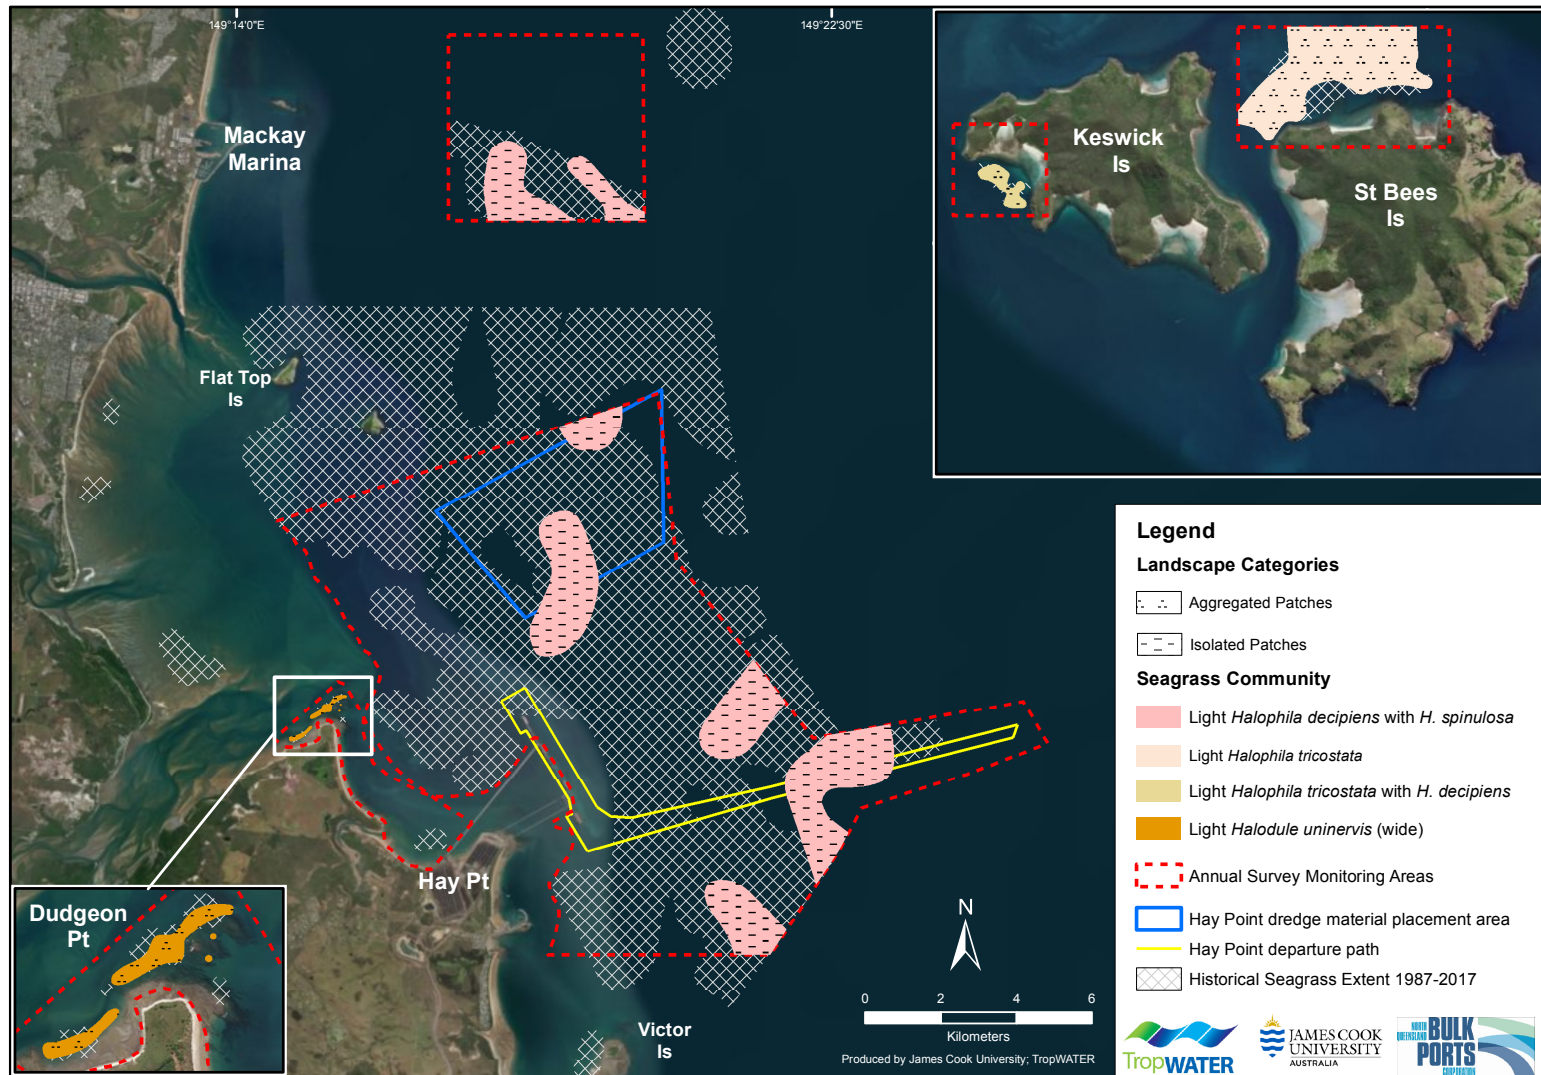 149°14'0"E
149°22'30"E
Mackay
Marina
Keswick
Is
St Bees
Is
Flat Top
Is
Hay Pt
Dudgeon
Pt
Victor
Is
N
0 2 4 6
Kilometers
Produced by James Cook University; TropWATER
Legend
Landscape Categories
Aggregated Patches
Isolated Patches
Seagrass Community
Light Halophila decipiens with H. spinulosa
Light Halophila tricostata
Light Halophila tricostata with H. decipiens
Light Halodule uninervis (wide)
Annual Survey Monitoring Areas
Hay Point dredge material placement area
Hay Point departure path
Historical Seagrass Extent 1987-2017
TropWATER
JAMES COOK
UNIVERSITY
AUSTRALIA
NORTH
QUEENSLAND
BULK
PORTS
CORPORATION